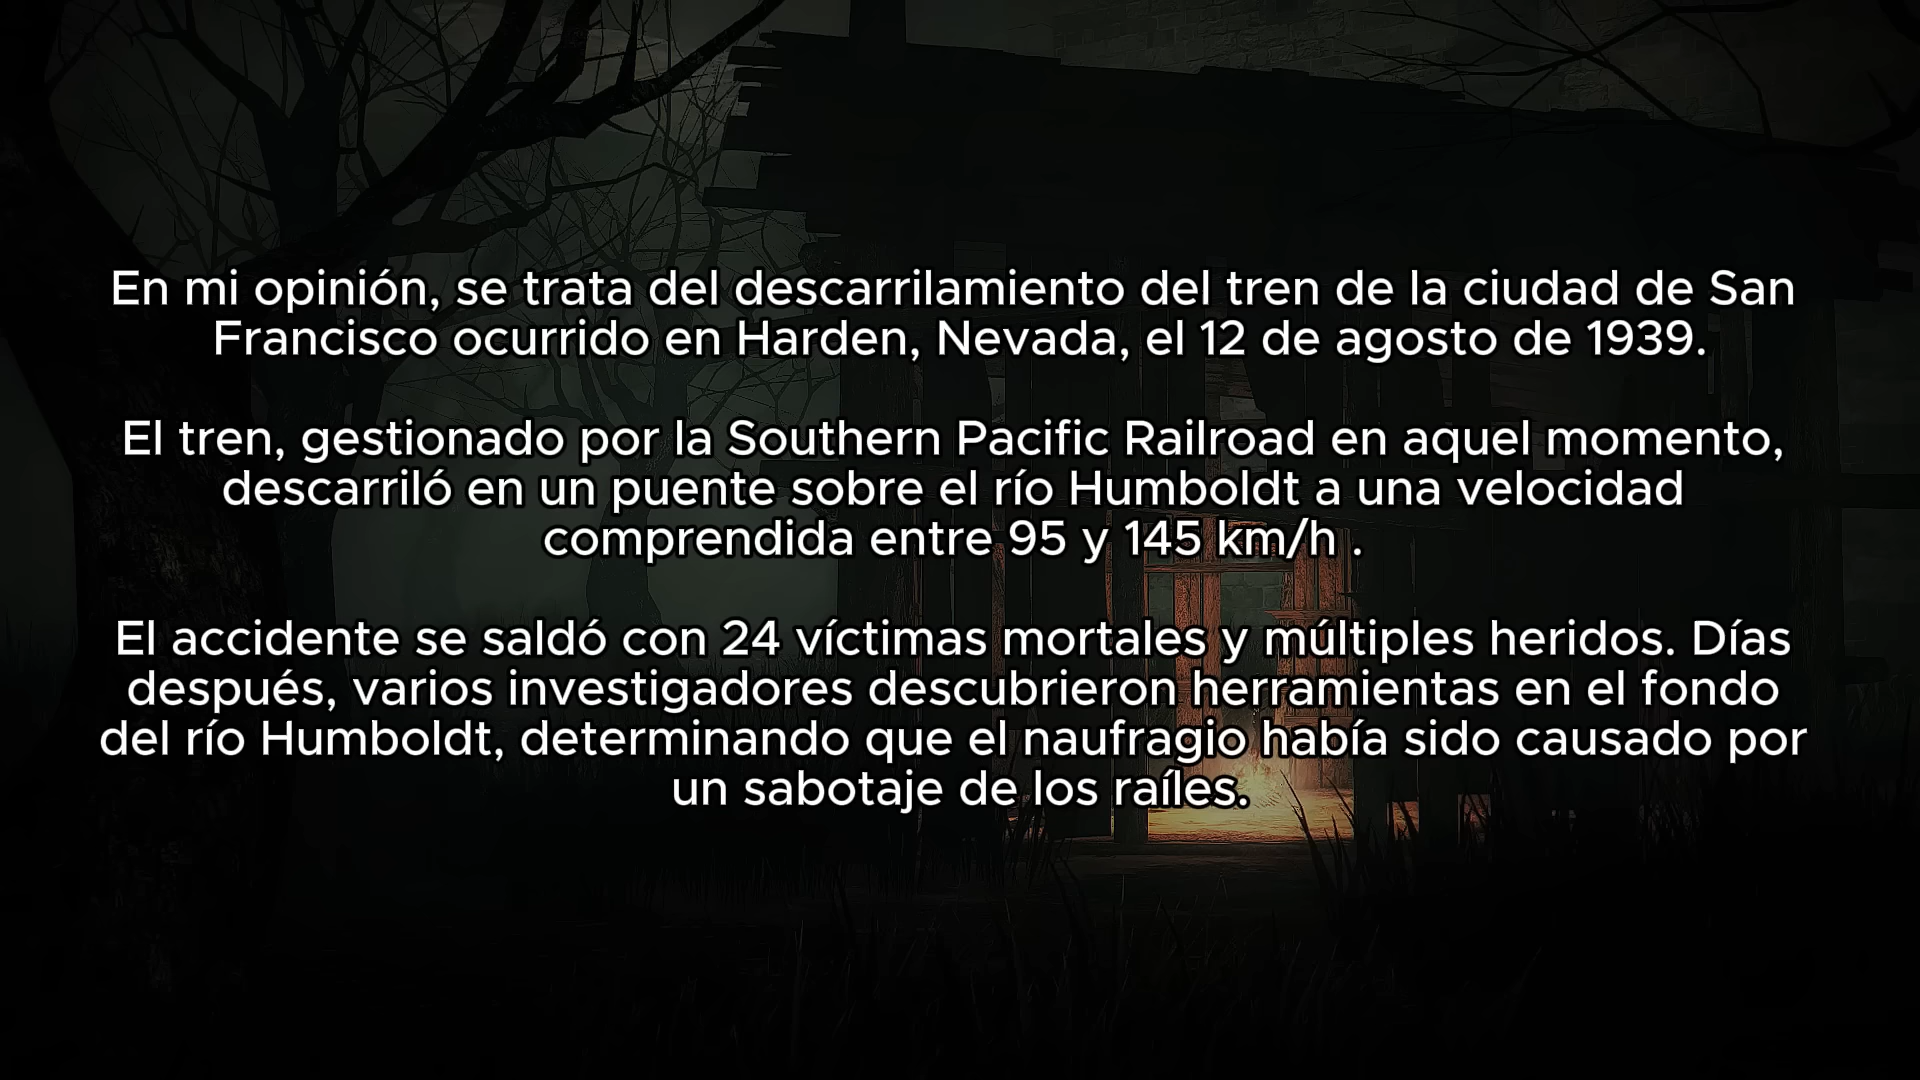 En mi opinión, se trata del descarrilamiento del tren de la ciudad de San
Francisco ocurrido en Harden, Nevada, el 12 de agosto de 1939.
El tren, gestionado por la Southern Pacific Railroad en aquel momento,
descarriló en un puente sobre el río Humboldt a una velocidad
comprendida entre 95 y 145 km/h .
El accidente se saldó con 24 víctimas mortales y múltiples heridos. Días
después, varios investigadores descubrieron herramientas en el fondo
del río Humboldt, determinando que el naufragio había sido causado por
un sabotaje de los raíles.